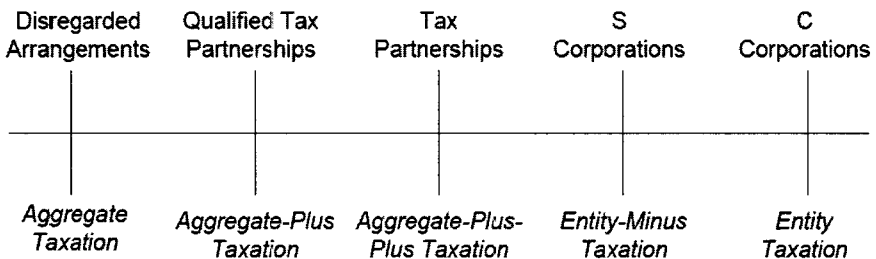 Disregarded Arrangements
Qualified Tax Partnerships
Tax Partnerships
S Corporations
C Corporations
Aggregate Taxation
Aggregate-Plus Taxation
Aggregate-Plus-Plus Taxation
Entity-Minus Taxation
Entity Taxation